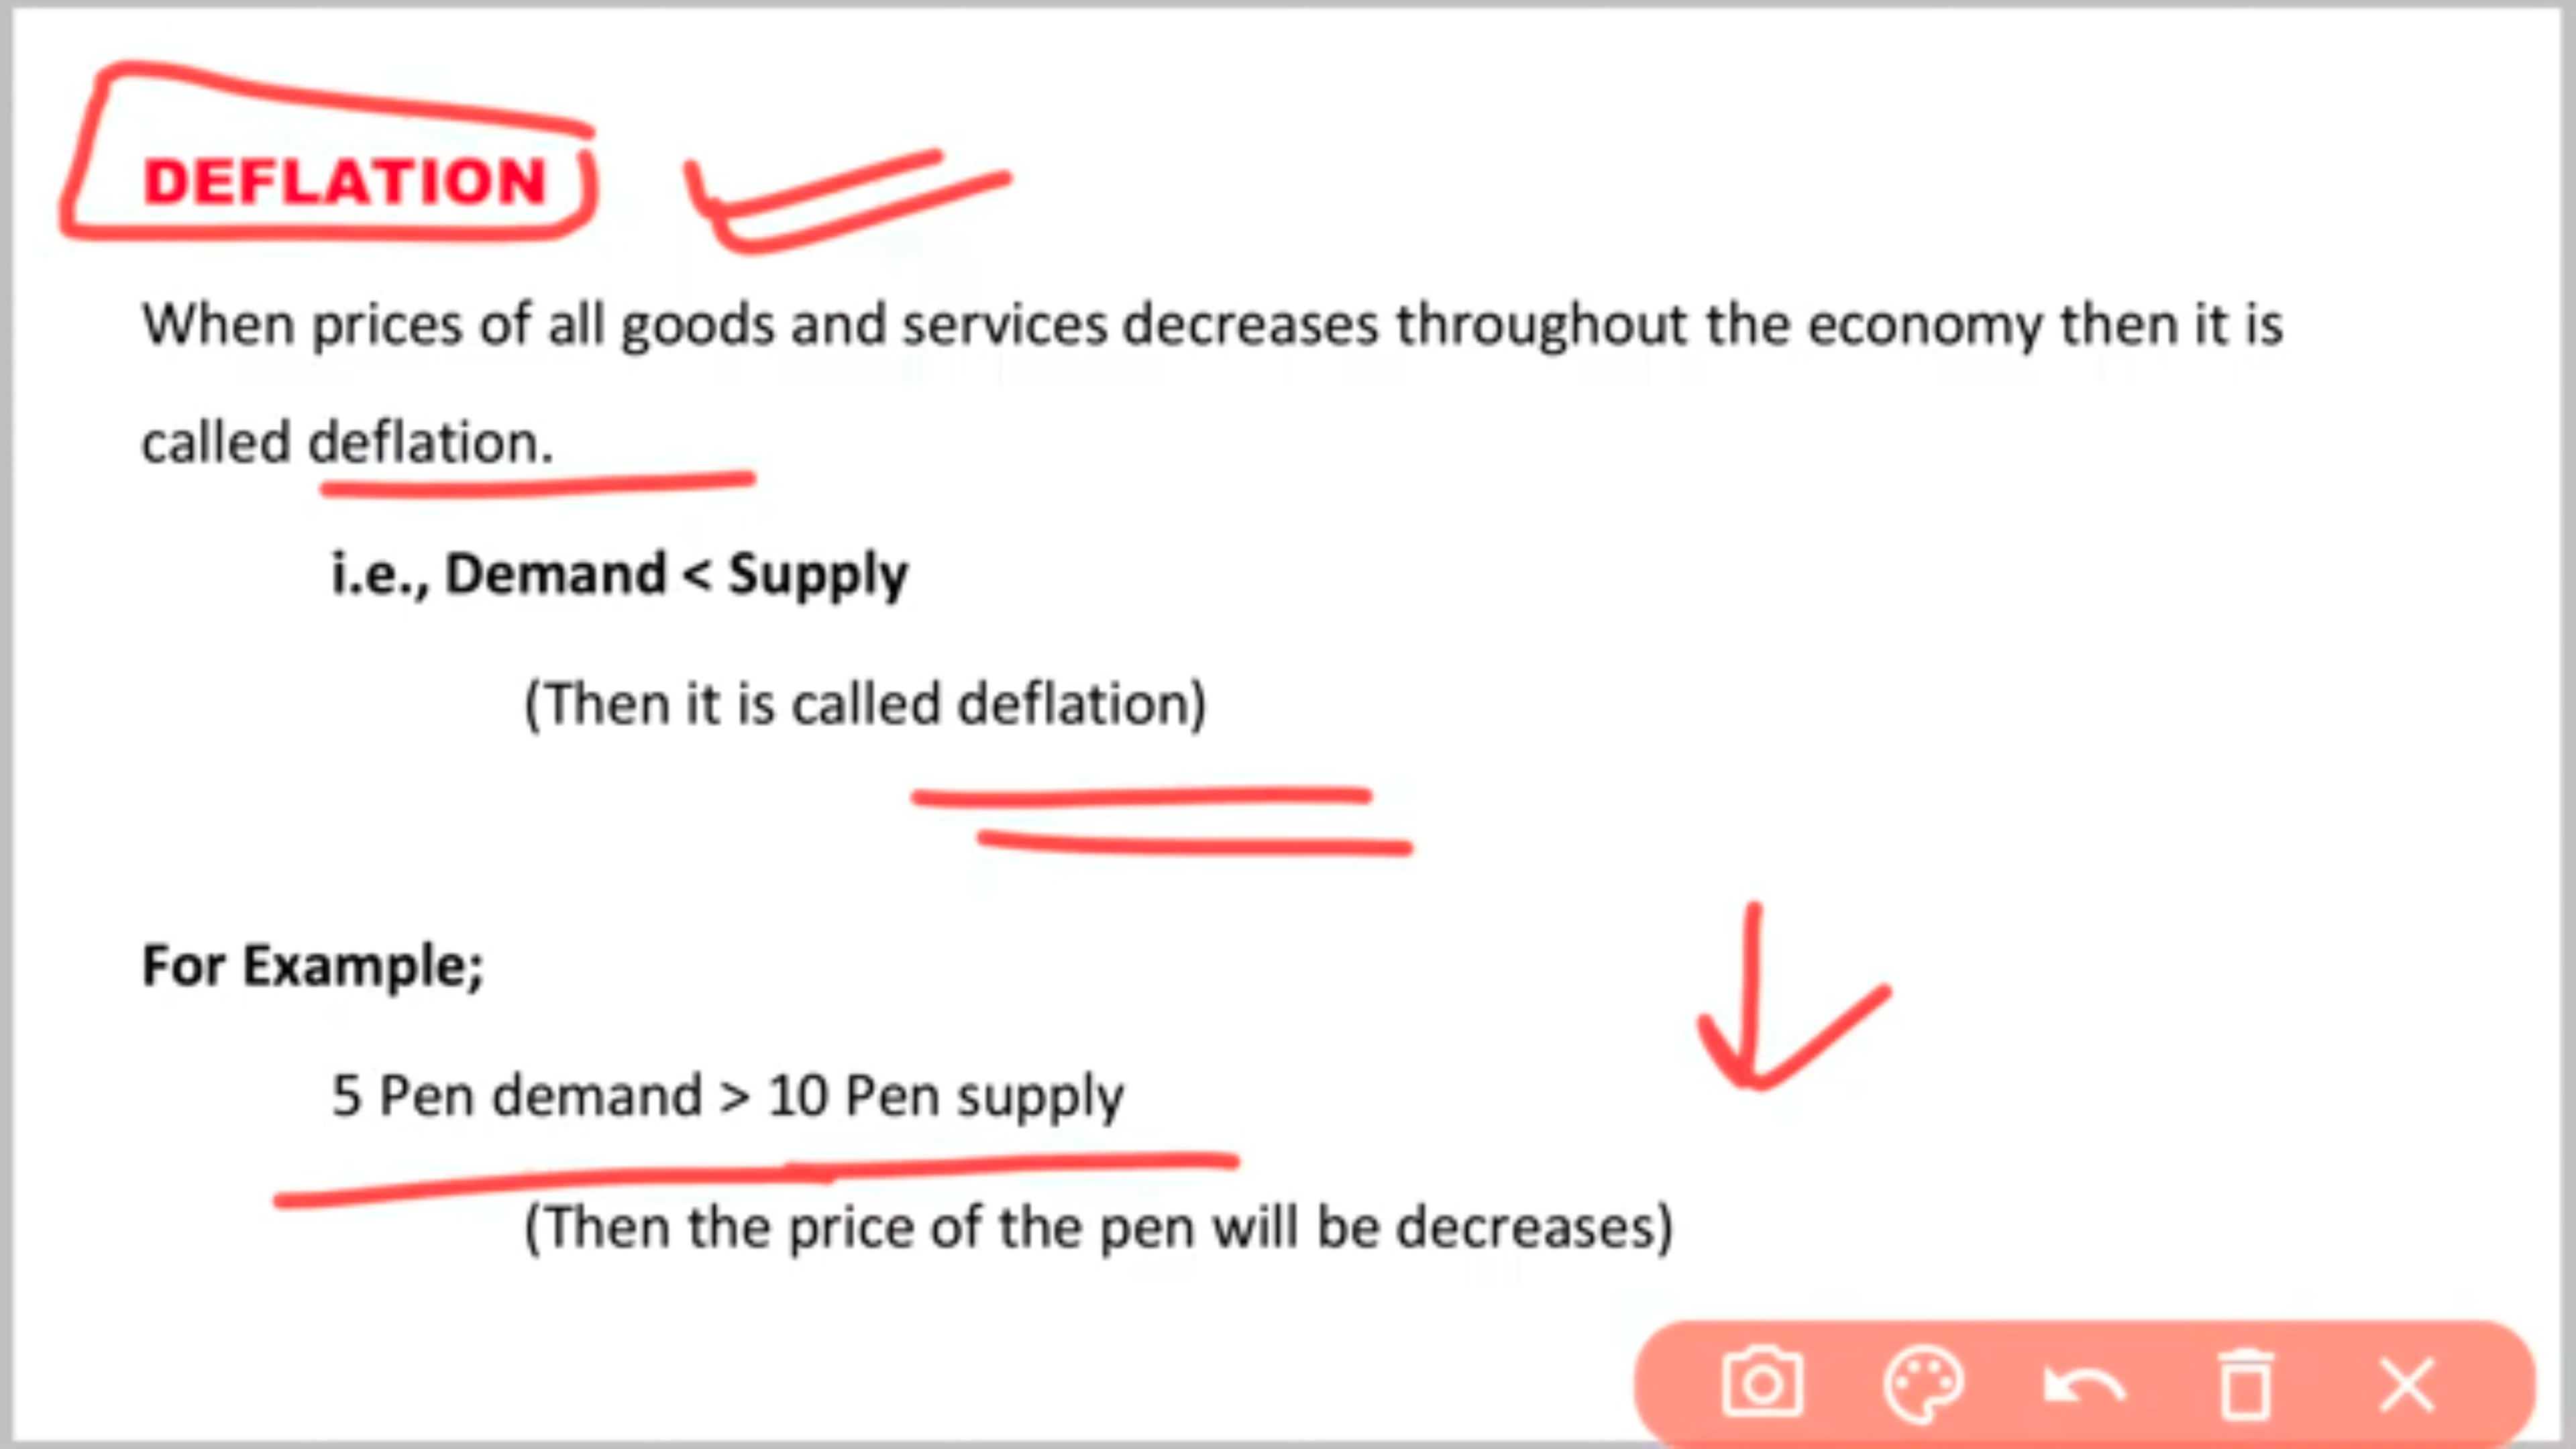 DEFLATION
When prices of all goods and services decreases throughout the economy then it is
called deflation.
i.e., Demand < Supply
(Then it is called deflation)
For Example;
5 Pen demand > 10 Pen supply
(Then the price of the pen will be decreases)